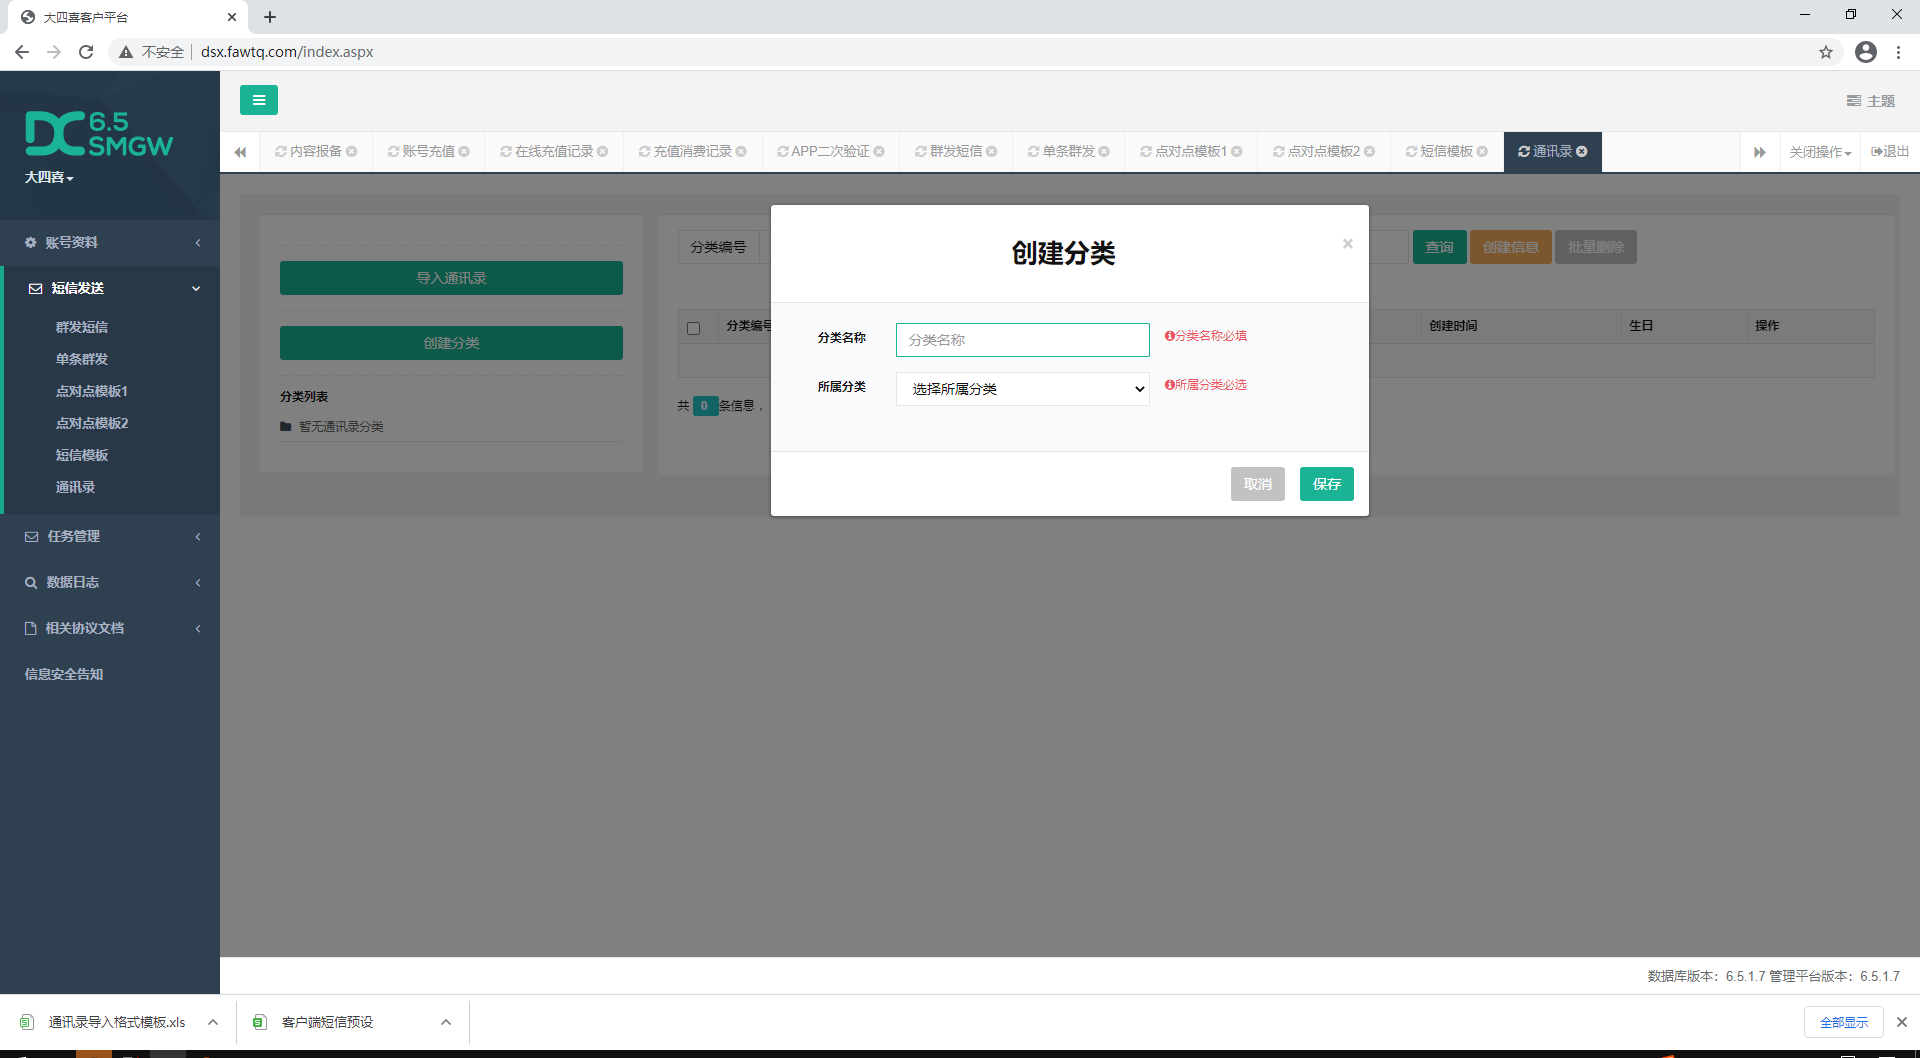 大四喜客户平台
不安全
dsx.fawtq.com/index.aspx
DC 6.5 SMGW
大四喜
主题
内容报备
账号充值
在线充值记录
充值消费记录
APP二次验证
群发短信
单条群发
点对点模板1
点对点模板2
短信模板
通讯录
关闭操作
退出
账号资料
短信发送
群发短信
单条群发
点对点模板1
点对点模板2
短信模板
通讯录
任务管理
数据日志
相关协议文档
信息安全告知
导入通讯录
创建分类
分类列表
暂无通讯录分类
分类编号
查询
创建信息
批量删除
分类编号
创建时间
生日
操作
共 0 条信息，
创建分类
×
分类名称
分类名称
分类名称必填
所属分类
选择所属分类
所属分类必选
取消
保存
数据库版本：6.5.1.7 管理平台版本：6.5.1.7
通讯录导入格式模板.xls
客户端短信预设
全部显示